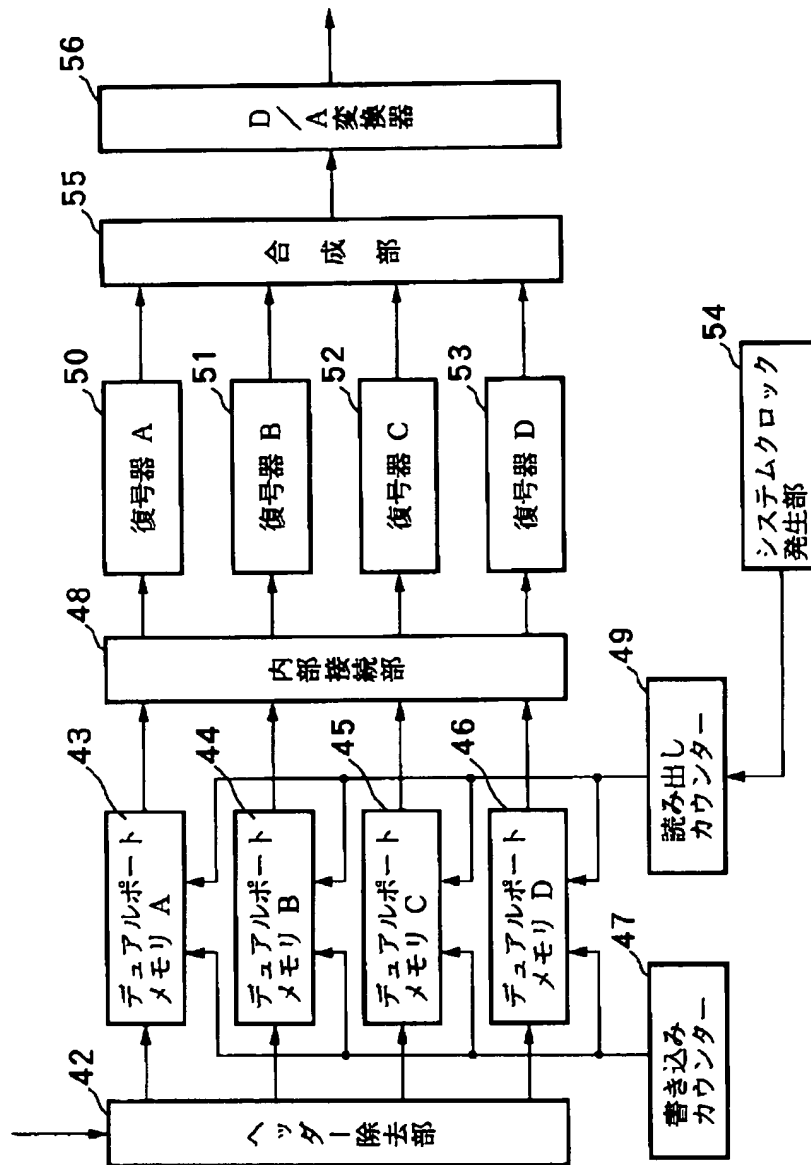 42
ヘッダー除去部
43
デュアルポート
メモリ A
44
デュアルポート
メモリ B
45
デュアルポート
メモリ C
46
デュアルポート
メモリ D
47
書き込み
カウンター
48
内部接続部
49
読み出し
カウンター
50
復号器 A
51
復号器 B
52
復号器 C
53
復号器 D
54
システムクロック
発生部
55
合成部
56
D/A変換器